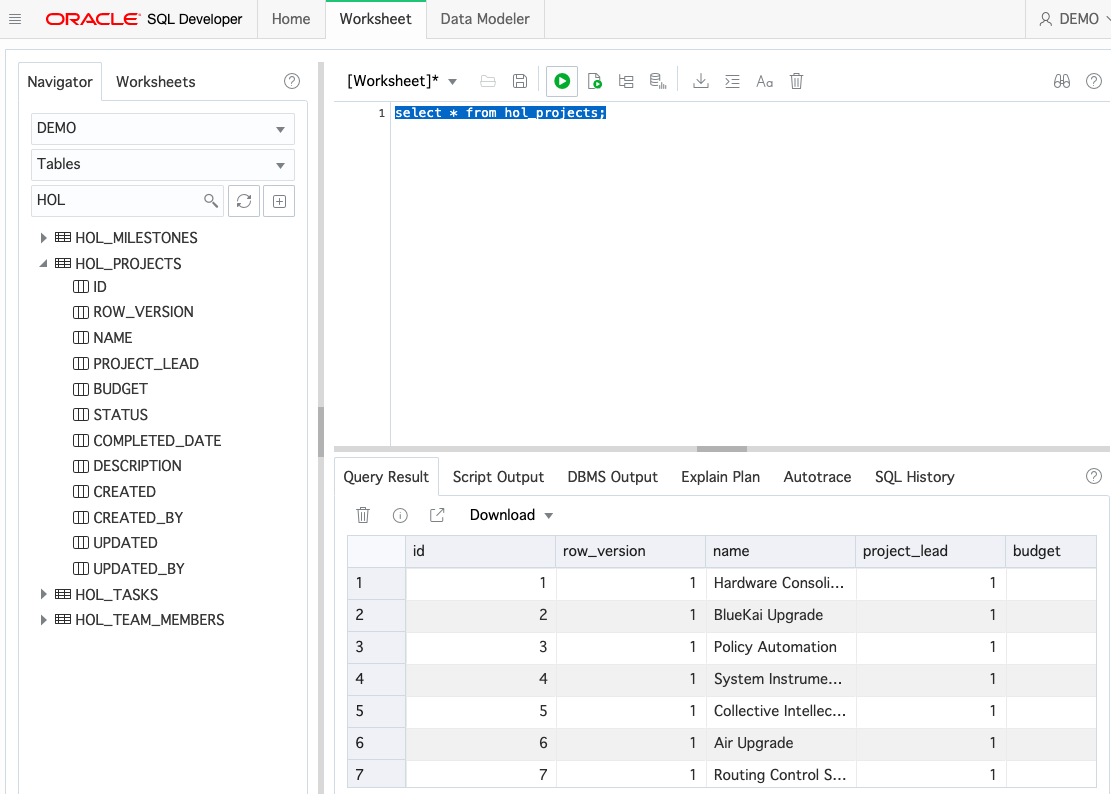 ORACLE SQL Developer Home Worksheet Data Modeler DEMO
Navigator Worksheets
DEMO
Tables
HOL
HOL_MILESTONES
HOL_PROJECTS
ID
ROW_VERSION
NAME
PROJECT_LEAD
BUDGET
STATUS
COMPLETED_DATE
DESCRIPTION
CREATED
CREATED_BY
UPDATED
UPDATED_BY
HOL_TASKS
HOL_TEAM_MEMBERS
[Worksheet]* Aa
1 select * from hol_projects;
Query Result Script Output DBMS Output Explain Plan Autotrace SQL History
Download
id row_version name project_lead budget
1 1 1 Hardware Consoli... 1
2 2 1 BlueKai Upgrade 1
3 3 1 Policy Automation 1
4 4 1 System Instrume... 1
5 5 1 Collective Intellec... 1
6 6 1 Air Upgrade 1
7 7 1 Routing Control S... 1